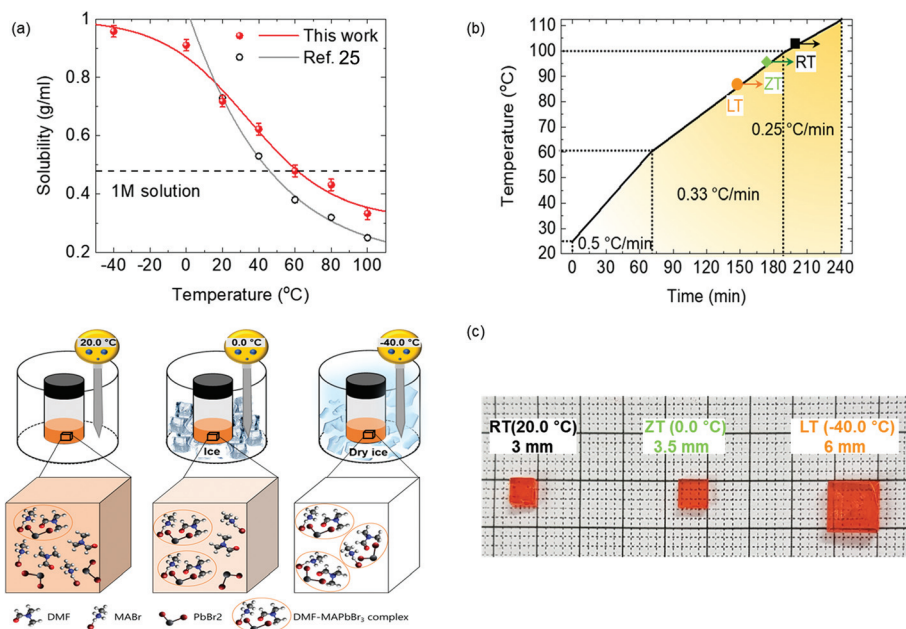 (a)
Solubility (g/ml)
1
0.8
0.6
0.4
0.2
This work
Ref. 25
1M solution
-40 -20 0 20 40 60 80 100
Temperature (°C)
(b)
Temperature (°C)
110
100
90
80
70
60
50
40
30
20
RT
ZT
LT
0.25 °C/min
0.33 °C/min
0.5 °C/min
0 30 60 90 120 150 180 210 240
Time (min)
20.0 °C
0.0 °C
-40.0 °C
Ice
Dry ice
DMF
MABr
PbBr2
DMF-MAPbBr₃ complex
(c)
RT(20.0 °C)
3 mm
ZT (0.0 °C)
3.5 mm
LT (-40.0 °C)
6 mm